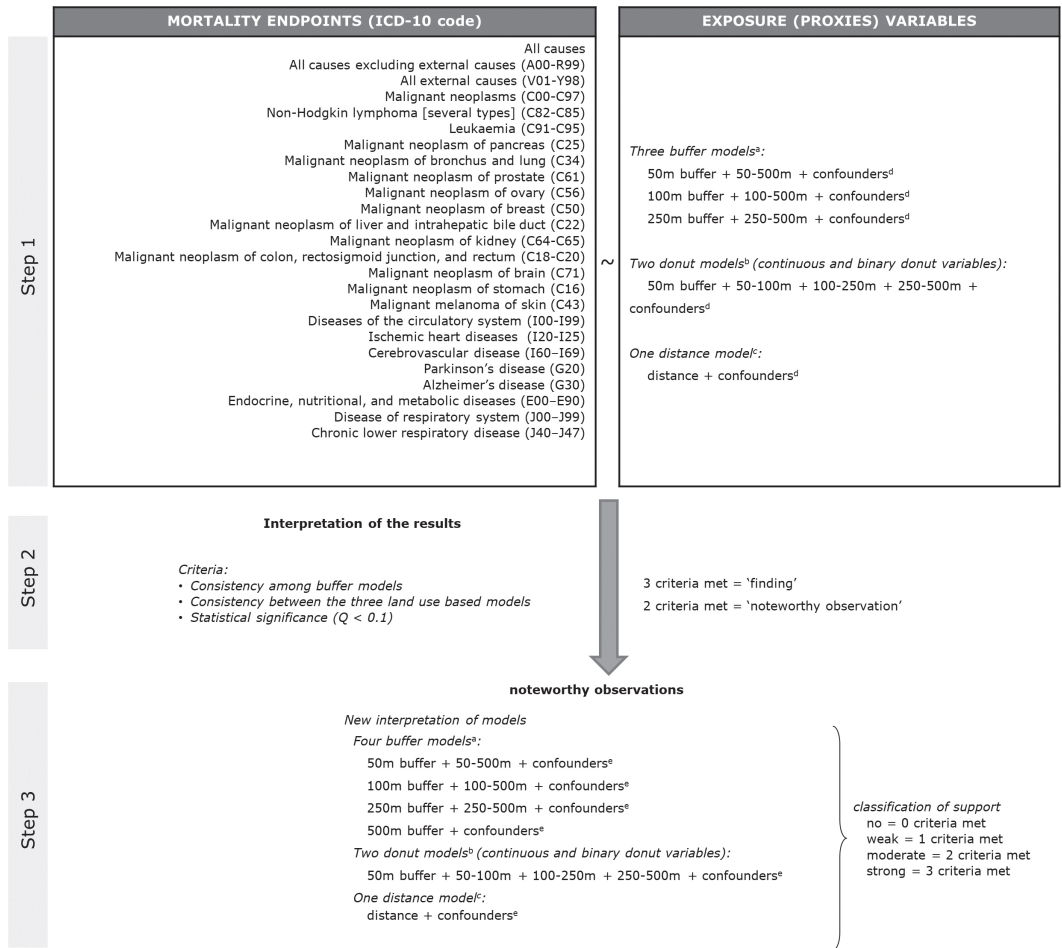 MORTALITY ENDPOINTS (ICD-10 code)
EXPOSURE (PROXIES) VARIABLES
Step 1
All causes
All causes excluding external causes (A00-R99)
All external causes (V01-Y98)
Malignant neoplasms (C00-C97)
Non-Hodgkin lymphoma [several types] (C82-C85)
Leukaemia (C91-C95)
Malignant neoplasm of pancreas (C25)
Malignant neoplasm of bronchus and lung (C34)
Malignant neoplasm of prostate (C61)
Malignant neoplasm of ovary (C56)
Malignant neoplasm of breast (C50)
Malignant neoplasm of liver and intrahepatic bile duct (C22)
Malignant neoplasm of kidney (C64-C65)
Malignant neoplasm of colon, rectosigmoid junction, and rectum (C18-C20)
Malignant neoplasm of brain (C71)
Malignant neoplasm of stomach (C16)
Malignant melanoma of skin (C43)
Diseases of the circulatory system (I00-I99)
Ischemic heart diseases (I20-I25)
Cerebrovascular disease (I60–I69)
Parkinson's disease (G20)
Alzheimer's disease (G30)
Endocrine, nutritional, and metabolic diseases (E00–E90)
Disease of respiratory system (J00–J99)
Chronic lower respiratory disease (J40–J47)
~
Three buffer modelsᵃ:
50m buffer + 50-500m + confoundersᵈ
100m buffer + 100-500m + confoundersᵈ
250m buffer + 250-500m + confoundersᵈ
Two donut modelsᵇ (continuous and binary donut variables):
50m buffer + 50-100m + 100-250m + 250-500m +
confoundersᵈ
One distance modelᶜ:
distance + confoundersᵈ
Step 2
Interpretation of the results
Criteria:
• Consistency among buffer models
• Consistency between the three land use based models
• Statistical significance (Q < 0.1)
3 criteria met = ‘finding’
2 criteria met = ‘noteworthy observation’
Step 3
noteworthy observations
New interpretation of models
Four buffer modelsᵃ:
50m buffer + 50-500m + confoundersᵉ
100m buffer + 100-500m + confoundersᵉ
250m buffer + 250-500m + confoundersᵉ
500m buffer + confoundersᵉ
Two donut modelsᵇ (continuous and binary donut variables):
50m buffer + 50-100m + 100-250m + 250-500m + confoundersᵉ
One distance modelᶜ:
distance + confoundersᵉ
classification of support
no = 0 criteria met
weak = 1 criteria met
moderate = 2 criteria met
strong = 3 criteria met